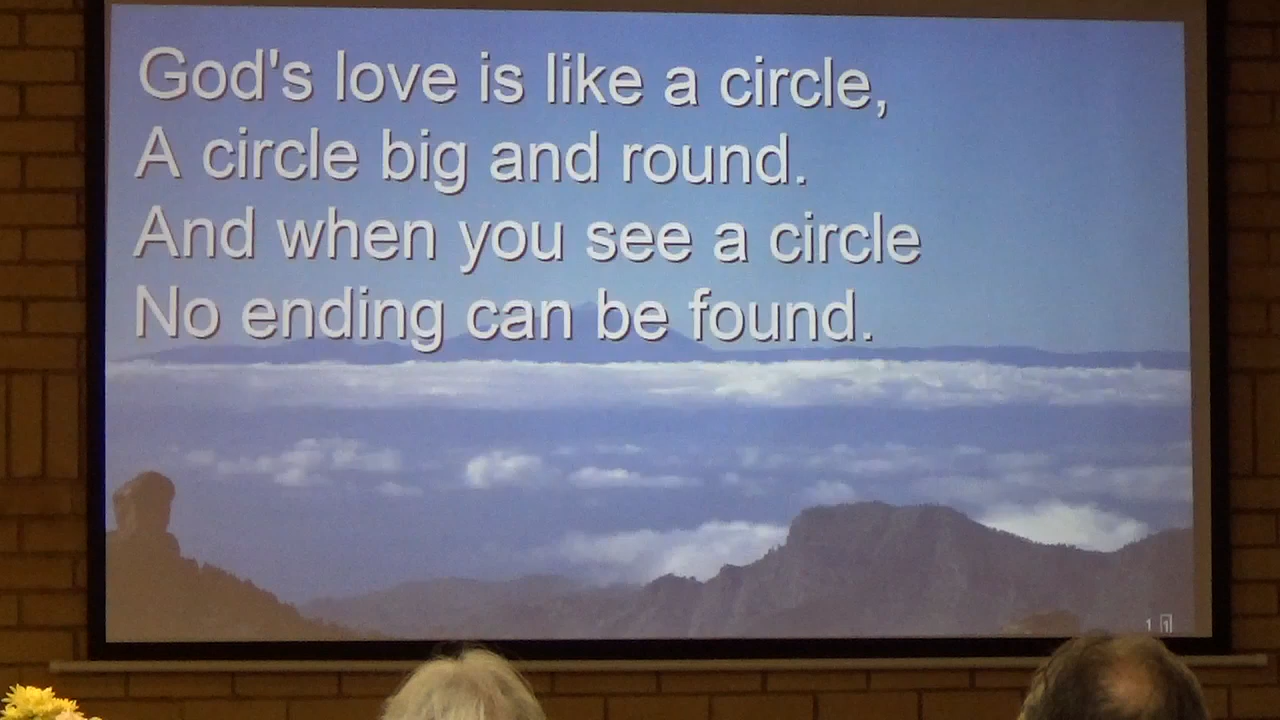 God's love is like a circle,
A circle big and round.
And when you see a circle
No ending can be found.
1